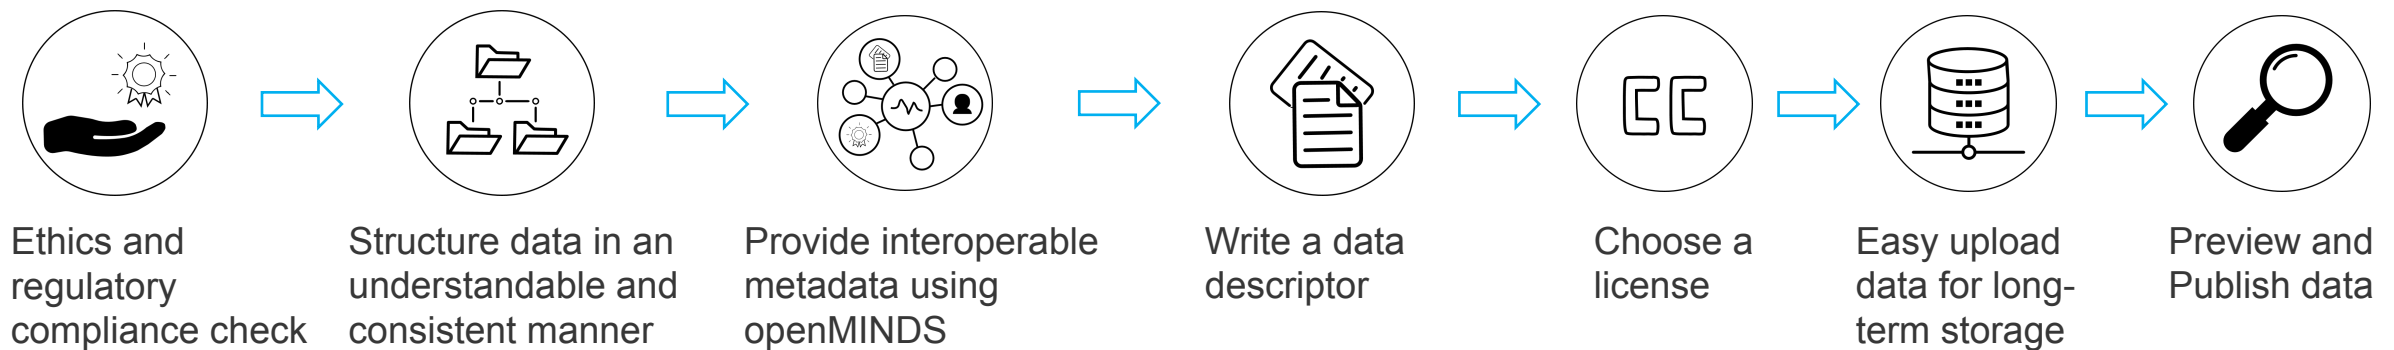 Ethics and
regulatory
compliance check
Structure data in an
understandable and
consistent manner
Provide interoperable
metadata using
openMINDS
Write a data
descriptor
CC
Choose a
license
Easy upload
data for long-
term storage
Preview and
Publish data